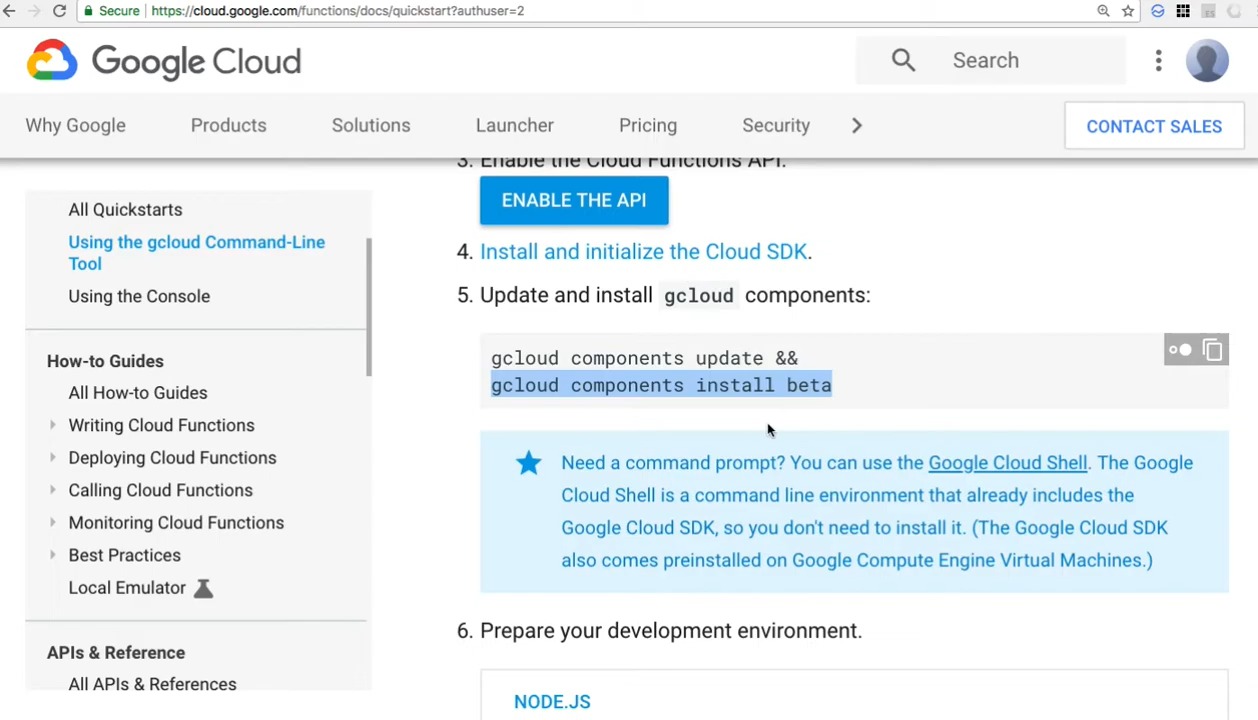 Secure https://cloud.google.com/functions/docs/quickstart?authuser=2
Google Cloud
Search
Why Google Products Solutions Launcher Pricing Security
CONTACT SALES
All Quickstarts
Using the gcloud Command-Line
Tool
Using the Console
How-to Guides
All How-to Guides
Writing Cloud Functions
Deploying Cloud Functions
Calling Cloud Functions
Monitoring Cloud Functions
Best Practices
Local Emulator
APIs & Reference
All APIs & References
3. Enable the Cloud Functions API.
ENABLE THE API
4. Install and initialize the Cloud SDK.
5. Update and install gcloud components:
gcloud components update &&
gcloud components install beta
Need a command prompt? You can use the Google Cloud Shell. The Google
Cloud Shell is a command line environment that already includes the
Google Cloud SDK, so you don't need to install it. (The Google Cloud SDK
also comes preinstalled on Google Compute Engine Virtual Machines.)
6. Prepare your development environment.
NODE.JS